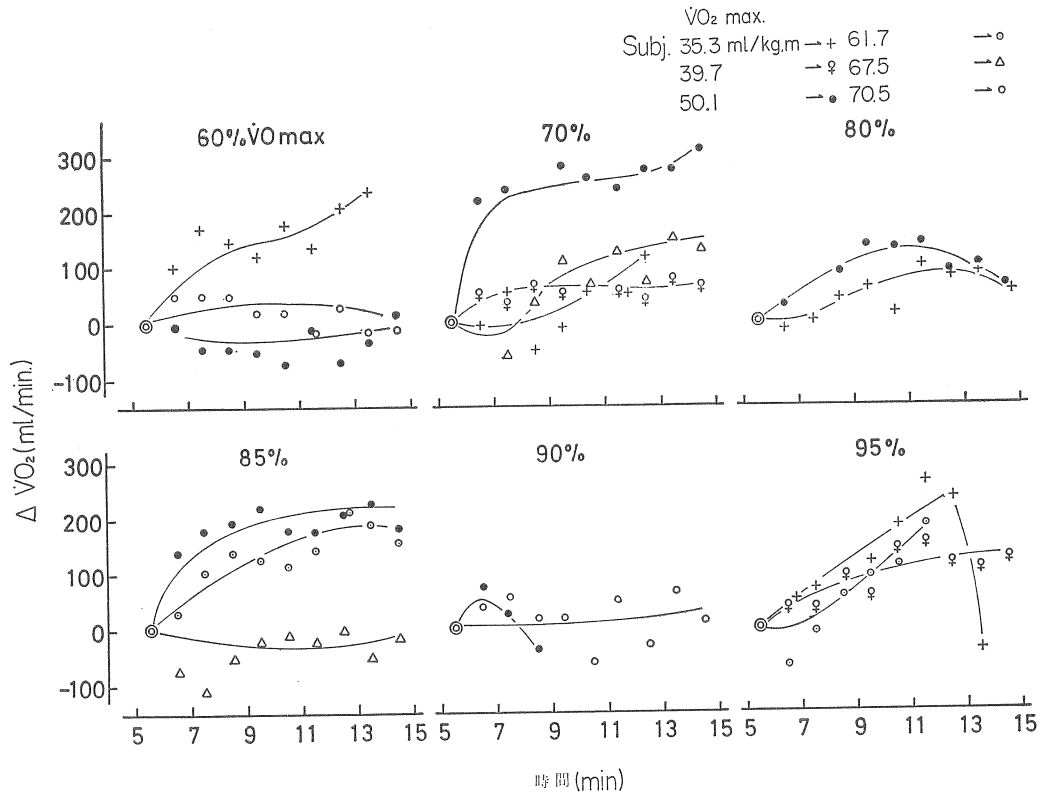 V̇O₂ max.
Subj. 35.3 ml/kg.m → + 61.7 → ⊙
39.7 → ♀ 67.5 → △
50.1 → ● 70.5 → ○
60% V̇O max 70% 80%
300
200
100
0
-100
Δ V̇O₂ (ml/min.)
85% 90% 95%
300
200
100
0
-100
5 7 9 11 13 15 5 7 9 11 13 15 5 7 9 11 13 15
時間 (min)